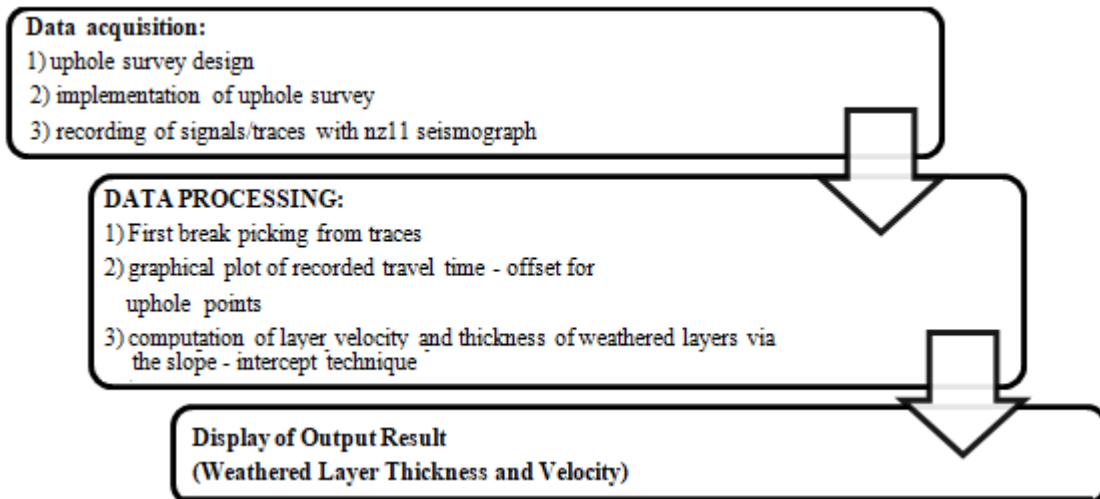 Data acquisition:
1) uphole survey design
2) implementation of uphole survey
3) recording of signals/traces with nz11 seismograph
DATA PROCESSING:
1) First break picking from traces
2) graphical plot of recorded travel time - offset for
uphole points
3) computation of layer velocity and thickness of weathered layers via
the slope - intercept technique
Display of Output Result
(Weathered Layer Thickness and Velocity)